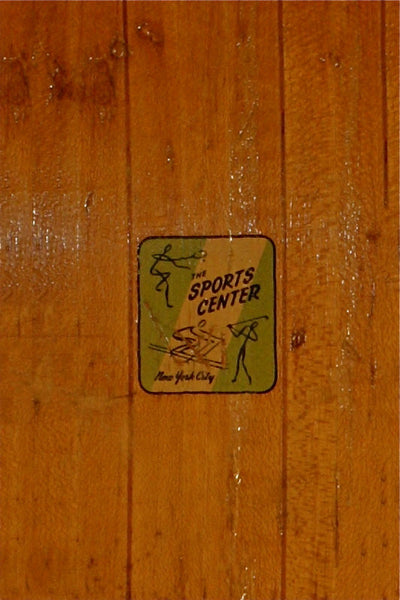 THE
SPORTS
CENTER
New York City